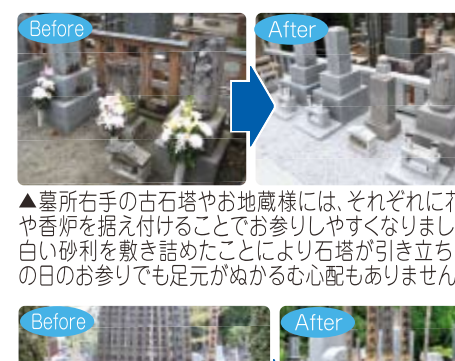 Before
After
▲墓所右手の古石塔やお地蔵様には、それぞれに花
や香炉を据え付けることでお参りしやすくなりまし
白い砂利を敷き詰めたことにより石塔が引き立ち
の日のお参りでも足元がぬかるむ心配もありません
Before
After